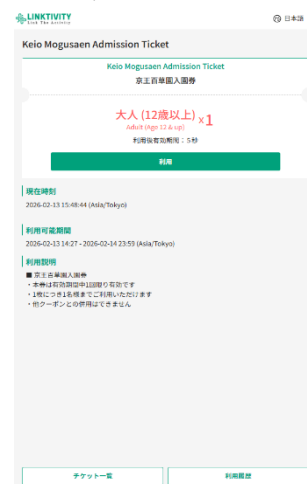 LINKTIVITY
Link The Activity
日本語
Keio Mogusaen Admission Ticket
Keio Mogusaen Admission Ticket
京王百草園入園券
大人 (12歳以上) ×1
Adult (Age 12 & up)
利用後有効期間：5秒
利用
現在時刻
2026-02-13 15:48:44 (Asia/Tokyo)
利用可能期間
2026-02-13 14:27 - 2026-02-14 23:59 (Asia/Tokyo)
利用説明
■ 京王百草園入園券
・本券は有効期間中1回限り有効です
・1枚につき1名様までご利用いただけます
・他クーポンとの併用はできません
チケット一覧
利用履歴